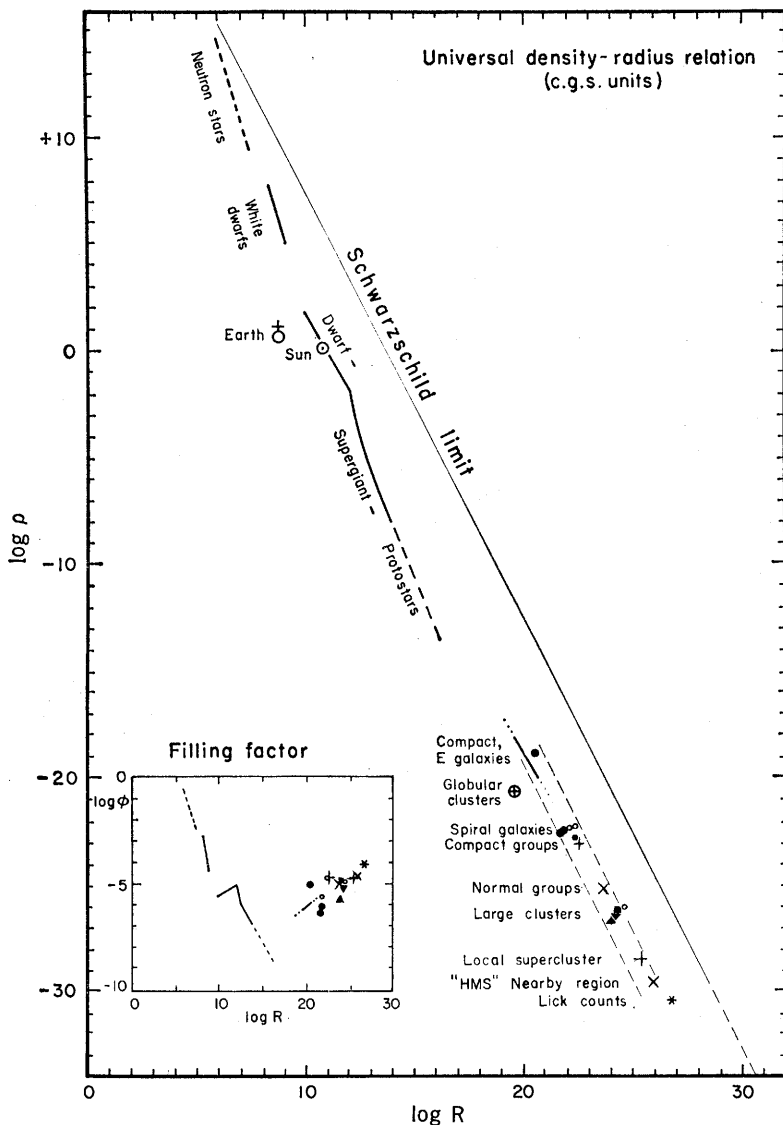 Universal density-radius relation
(c.g.s. units)
Neutron stars
+10
White
dwarfs
Schwarzschild limit
Dwarf -
Earth
Sun
0
Supergiant -
log ρ
-10
Protostars
Compact,
E galaxies
-20
Globular
clusters
Spiral galaxies
Compact groups
Normal groups
Large clusters
Local supercluster
"HMS" Nearby region
Lick counts
-30
Filling factor
0
log ϕ
-5
-10
0
10
20
30
log R
0
10
20
30
log R